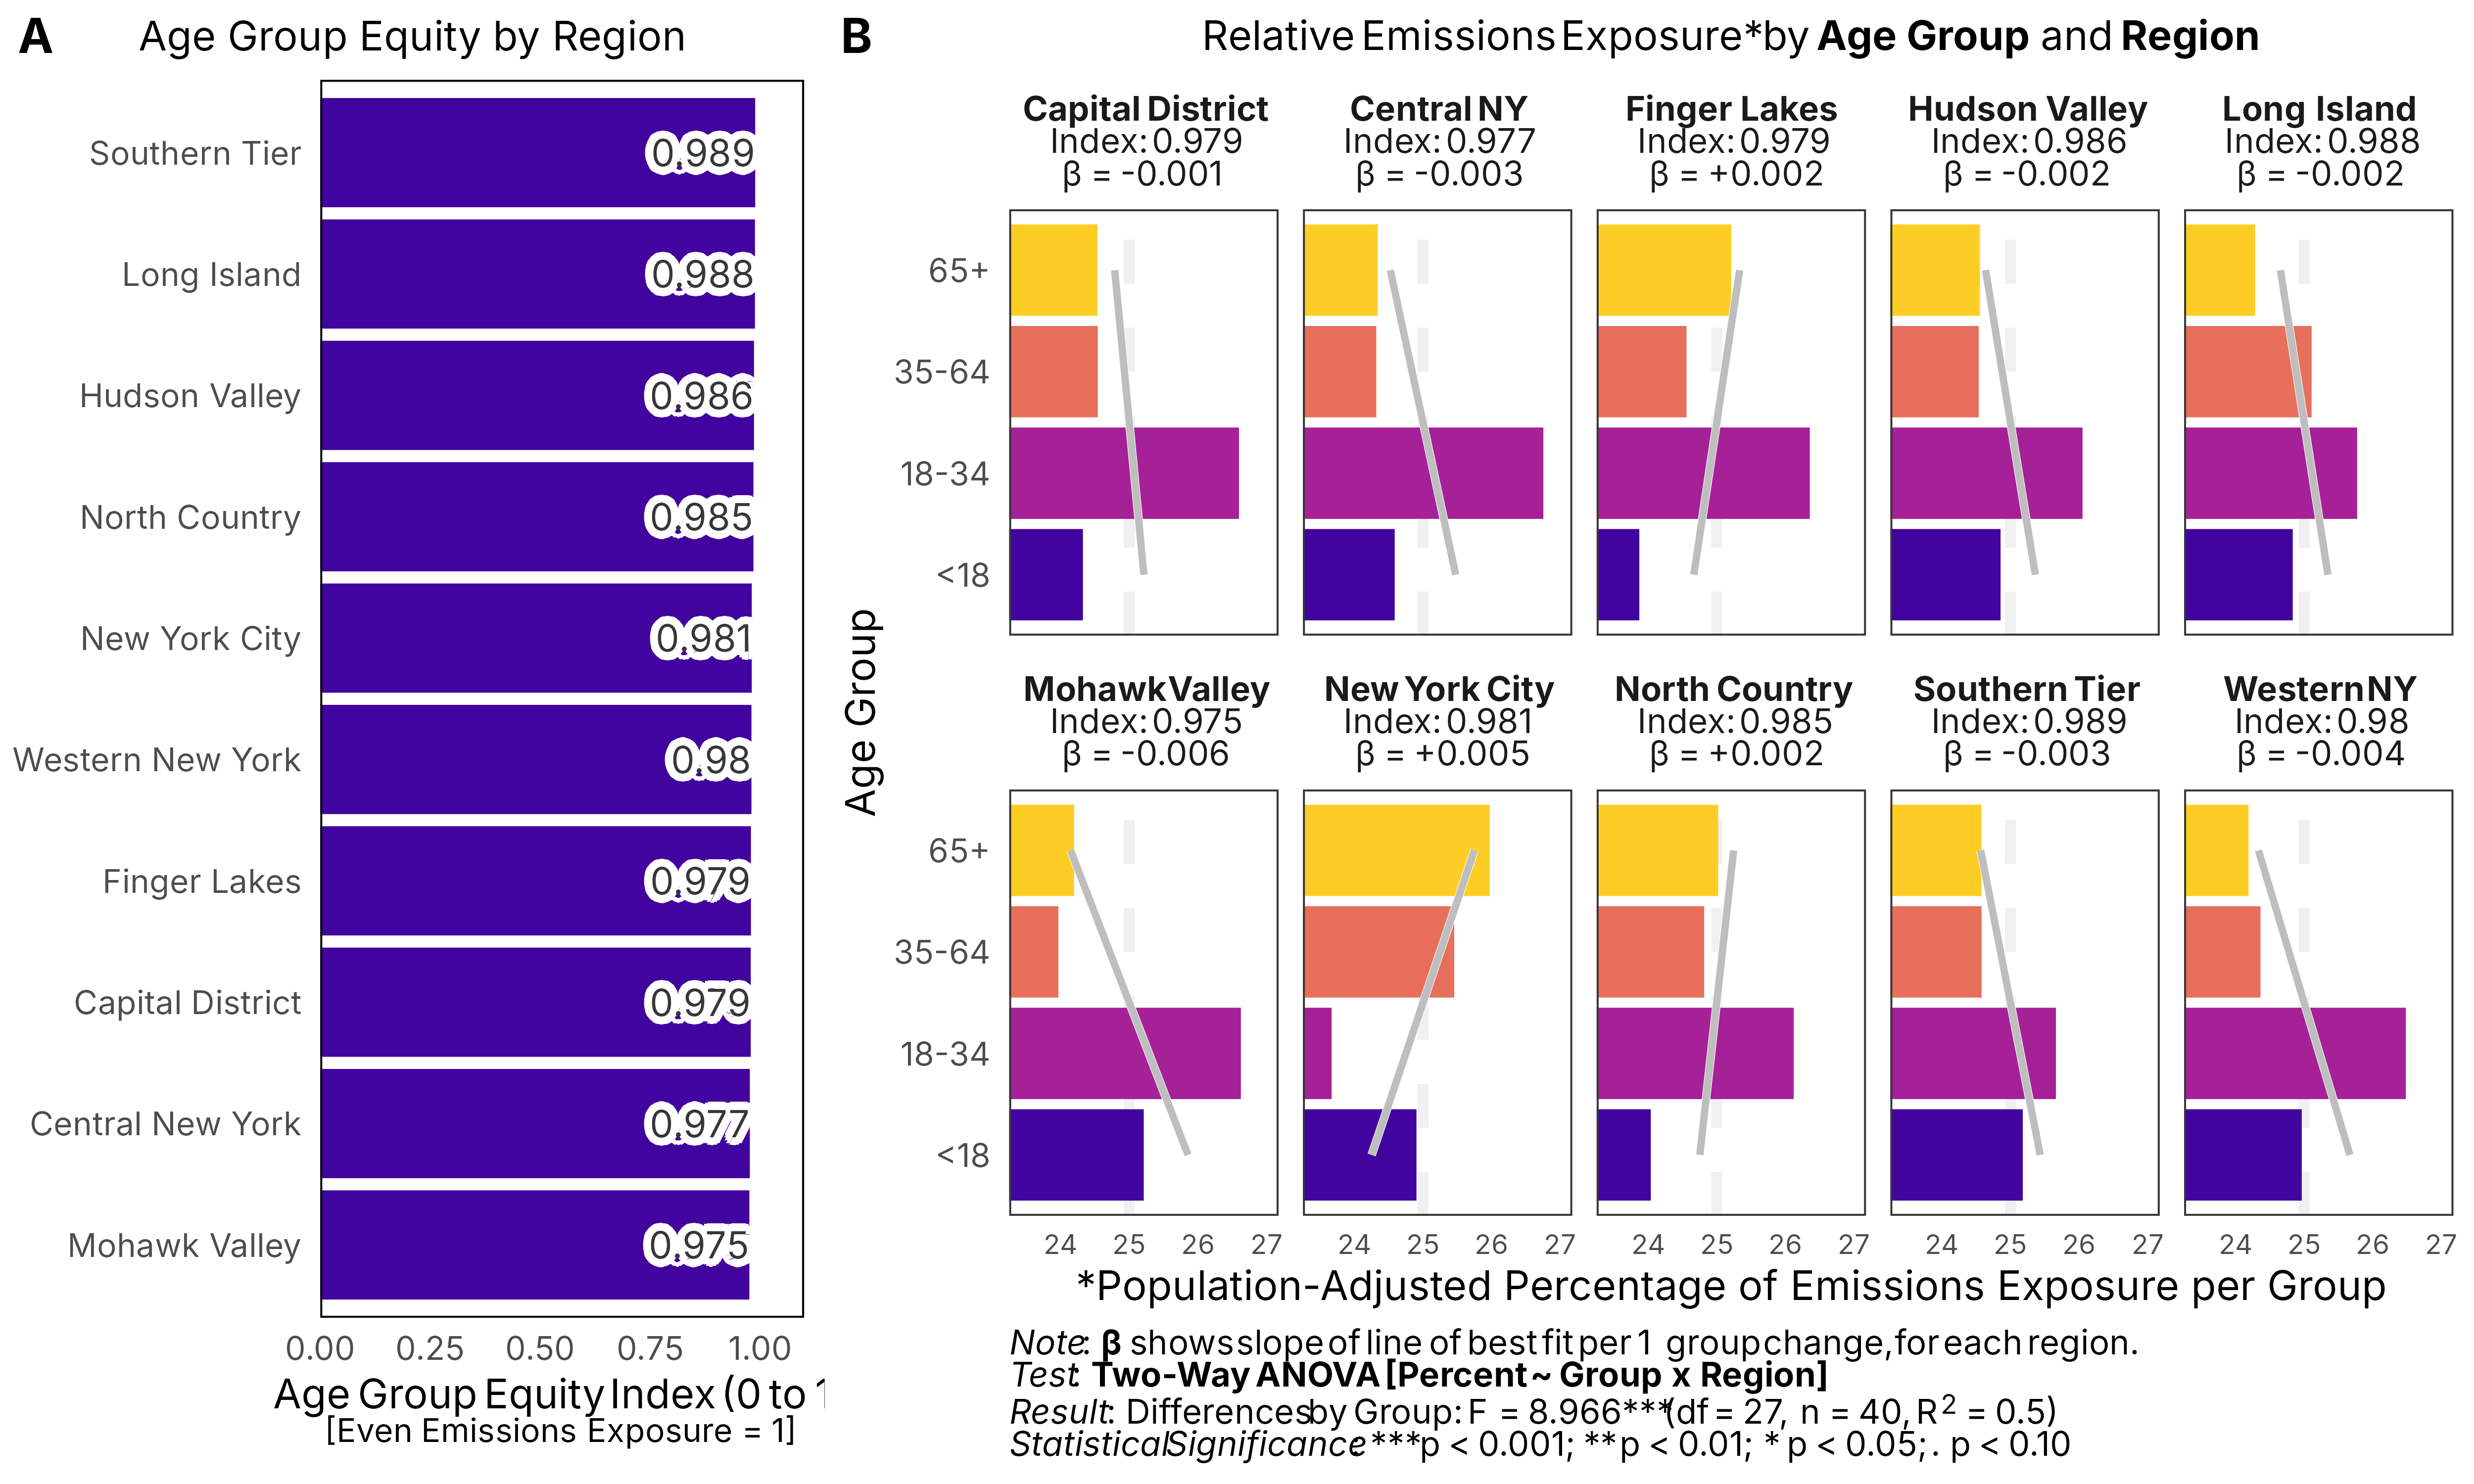 A
Age Group Equity by Region
Southern Tier
0.989
Long Island
0.988
Hudson Valley
0.986
North Country
0.985
New York City
0.981
Western New York
0.98
Finger Lakes
0.979
Capital District
0.979
Central New York
0.977
Mohawk Valley
0.975
0.00 0.25 0.50 0.75 1.00
Age Group Equity Index (0 to 1
[Even Emissions Exposure = 1]
B
Relative Emissions Exposure* by Age Group and Region
Age Group
Capital District
Index: 0.979
β = -0.001
Central NY
Index: 0.977
β = -0.003
Finger Lakes
Index: 0.979
β = +0.002
Hudson Valley
Index: 0.986
β = -0.002
Long Island
Index: 0.988
β = -0.002
65+
35-64
18-34
<18
Mohawk Valley
Index: 0.975
β = -0.006
New York City
Index: 0.981
β = +0.005
North Country
Index: 0.985
β = +0.002
Southern Tier
Index: 0.989
β = -0.003
Western NY
Index: 0.98
β = -0.004
65+
35-64
18-34
<18
24 25 26 27 24 25 26 27 24 25 26 27 24 25 26 27 24 25 26 27
*Population-Adjusted Percentage of Emissions Exposure per Group
Note: β shows slope of line of best fit per 1 group change, for each region.
Test: Two-Way ANOVA [Percent ~ Group x Region]
Result: Differences by Group: F = 8.966*** (df = 27, n = 40, R² = 0.5)
Statistical Significance: *** p < 0.001; ** p < 0.01; * p < 0.05; . p < 0.10